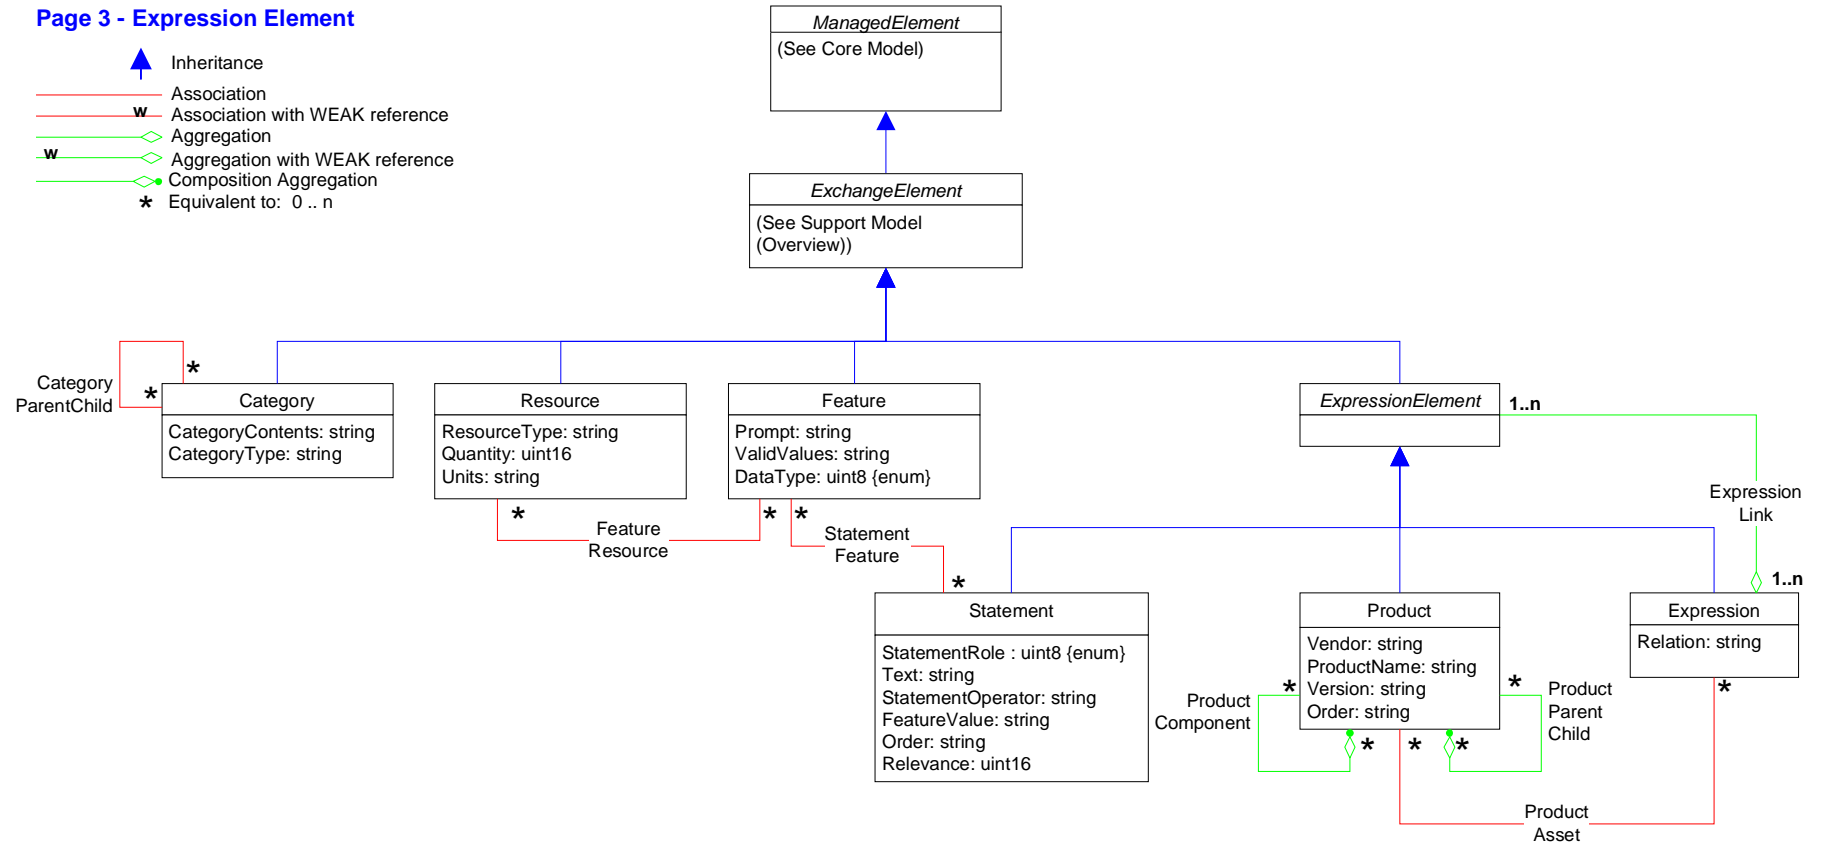 Page 3 - Expression Element
Inheritance
Association
w
Association with WEAK reference
Aggregation
w
Aggregation with WEAK reference
Composition Aggregation
* Equivalent to: 0 .. n
ManagedElement
(See Core Model)
ExchangeElement
(See Support Model
(Overview))
Category
ParentChild
*
*
Category
CategoryContents: string
CategoryType: string
Resource
ResourceType: string
Quantity: uint16
Units: string
Feature
Prompt: string
ValidValues: string
DataType: uint8 {enum}
ExpressionElement
1..n
*
Feature
Resource
*
*
Statement
Feature
*
Expression
Link
1..n
Statement
StatementRole : uint8 {enum}
Text: string
StatementOperator: string
FeatureValue: string
Order: string
Relevance: uint16
Product
Vendor: string
ProductName: string
Version: string
Order: string
Expression
Relation: string
Product
Component
*
*
*
*
*
Product
Parent
Child
*
Product
Asset